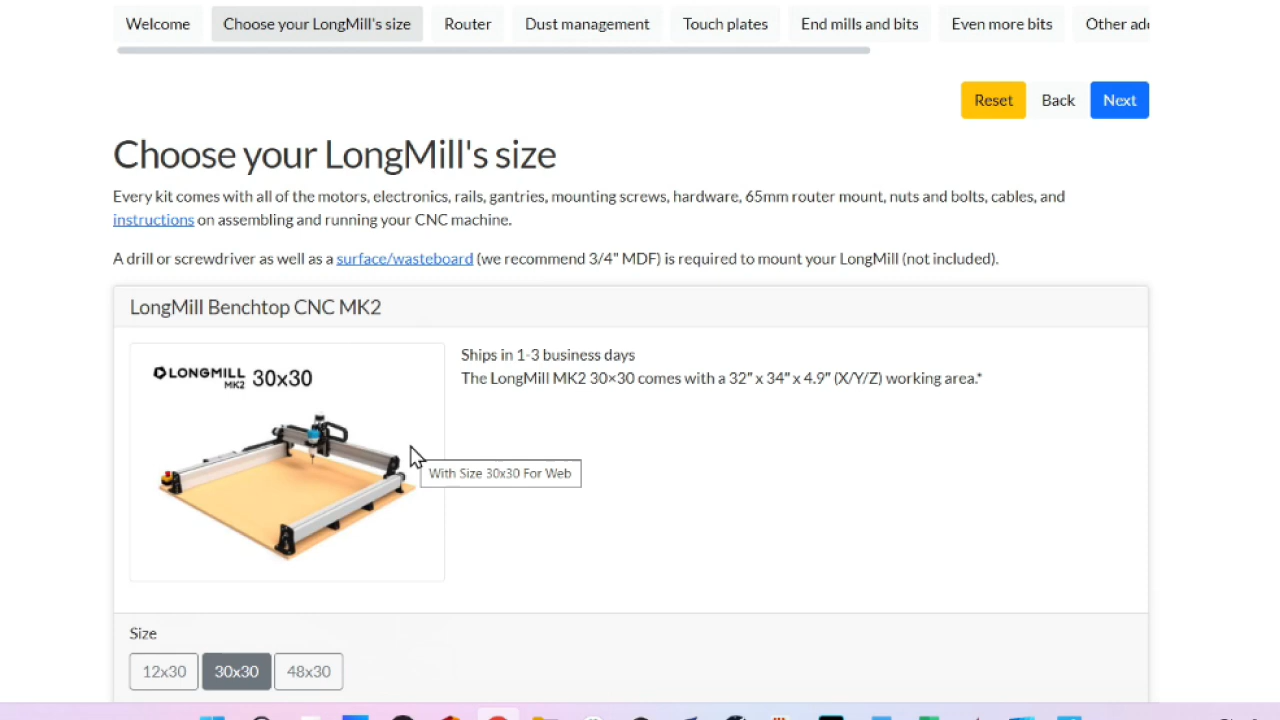 Welcome
Choose your LongMill's size
Router
Dust management
Touch plates
End mills and bits
Even more bits
Other
Reset
Back
Next
Choose your LongMill's size
Every kit comes with all of the motors, electronics, rails, gantries, mounting screws, hardware, 65mm router mount, nuts and bolts, cables, and
instructions on assembling and running your CNC machine.
A drill or screwdriver as well as a surface/wasteboard (we recommend 3/4" MDF) is required to mount your LongMill (not included).
LongMill Benchtop CNC MK2
LONGMILL 30x30
MK2
Ships in 1-3 business days
The LongMill MK2 30×30 comes with a 32" x 34" x 4.9" (X/Y/Z) working area.*
With Size 30x30 For Web
Size
12x30
30x30
48x30